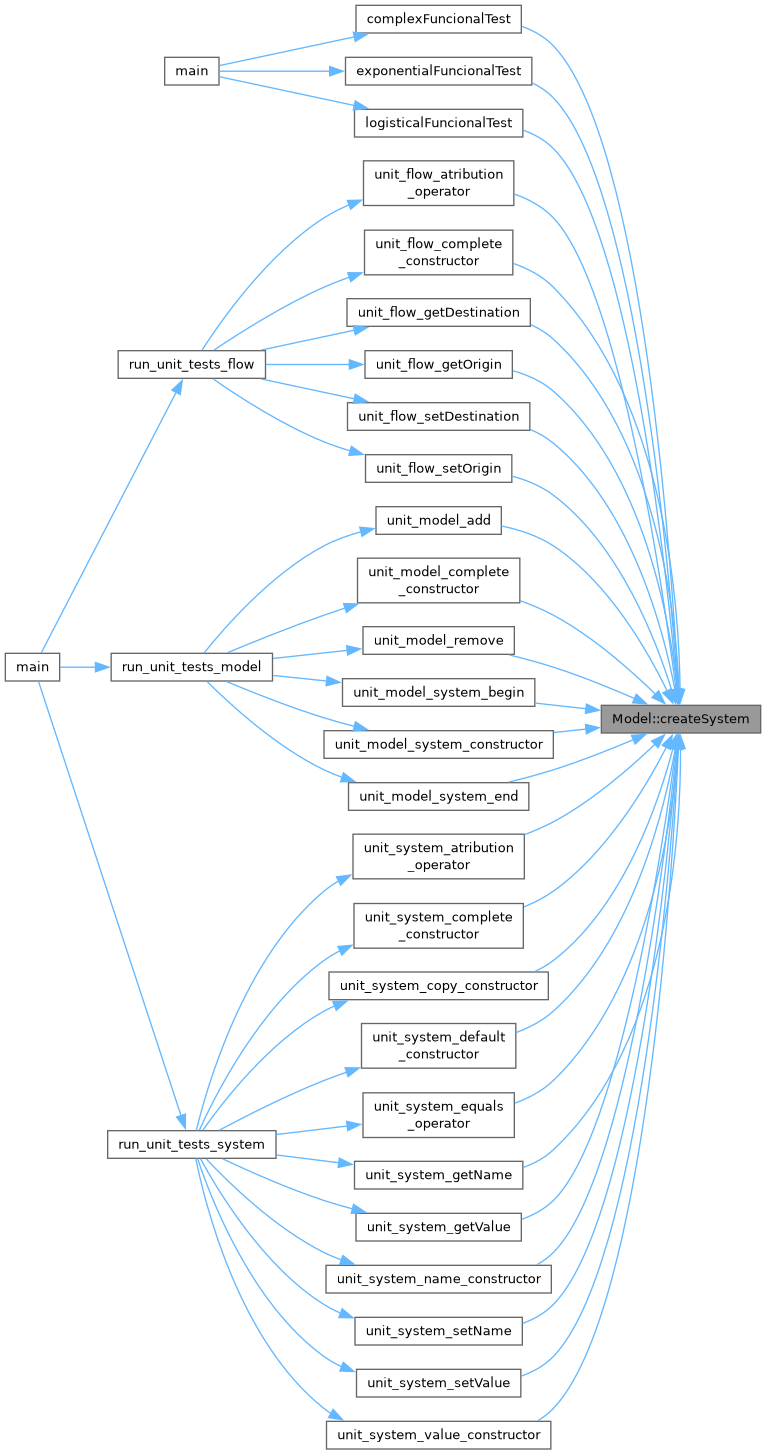 complexFuncionalTest
main
exponentialFuncionalTest
logisticalFuncionalTest
unit_flow_atribution
_operator
unit_flow_complete
_constructor
unit_flow_getDestination
run_unit_tests_flow
unit_flow_getOrigin
unit_flow_setDestination
unit_flow_setOrigin
unit_model_add
unit_model_complete
_constructor
unit_model_remove
main
run_unit_tests_model
unit_model_system_begin
Model::createSystem
unit_model_system_constructor
unit_model_system_end
unit_system_atribution
_operator
unit_system_complete
_constructor
unit_system_copy_constructor
unit_system_default
_constructor
unit_system_equals
_operator
run_unit_tests_system
unit_system_getName
unit_system_getValue
unit_system_name_constructor
unit_system_setName
unit_system_setValue
unit_system_value_constructor